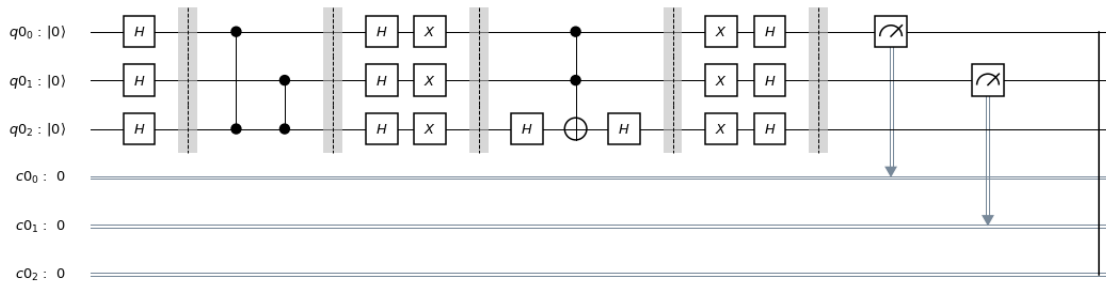 q0₀ : |0⟩ H H X X H
q0₁ : |0⟩ H H X X H
q0₂ : |0⟩ H H X H H X H
c0₀ : 0
c0₁ : 0
c0₂ : 0